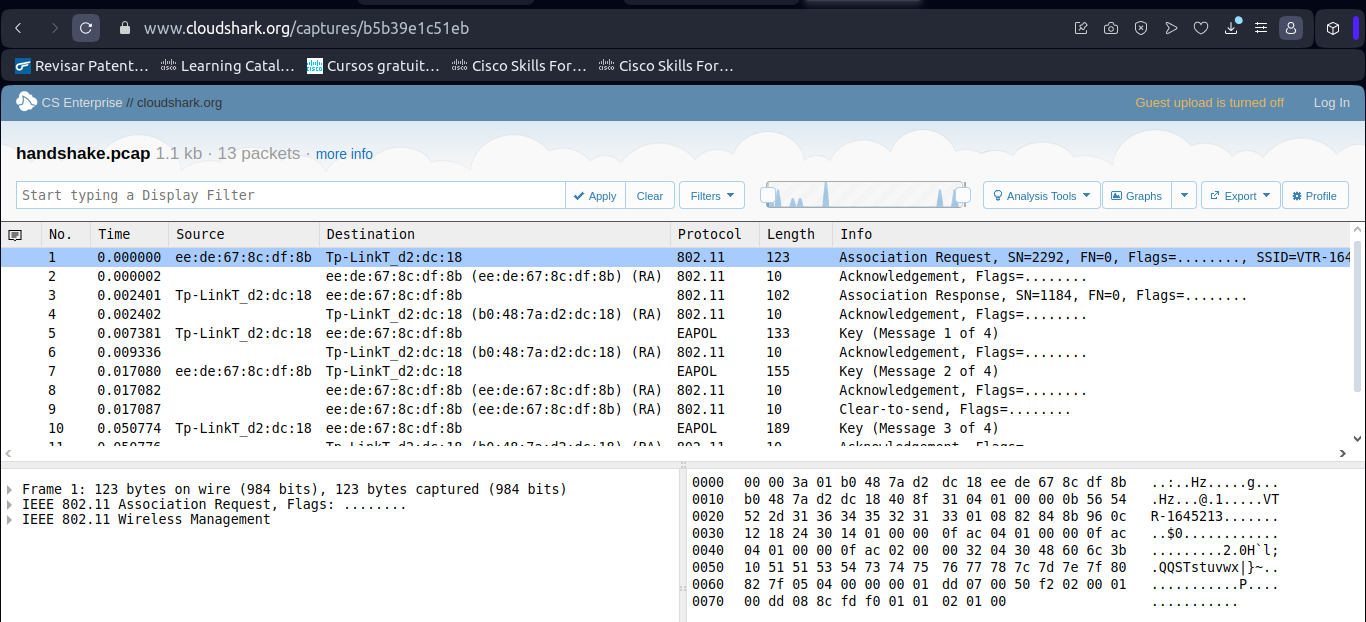 www.cloudshark.org/captures/b5b39e1c51eb
Revisar Patent... Learning Catal... Cursos gratuit... Cisco Skills For... Cisco Skills For...
CS Enterprise // cloudshark.org Guest upload is turned off Log In
handshake.pcap 1.1 kb · 13 packets · more info
Start typing a Display Filter Apply Clear Filters Analysis Tools Graphs Export Profile
No. Time Source Destination Protocol Length Info
1 0.000000 ee:de:67:8c:df:8b Tp-LinkT_d2:dc:18 802.11 123 Association Request, SN=2292, FN=0, Flags=........, SSID=VTR-164
2 0.000002 ee:de:67:8c:df:8b (ee:de:67:8c:df:8b) (RA) 802.11 10 Acknowledgement, Flags=........
3 0.002401 Tp-LinkT_d2:dc:18 ee:de:67:8c:df:8b 802.11 102 Association Response, SN=1184, FN=0, Flags=........
4 0.002402 Tp-LinkT_d2:dc:18 (b0:48:7a:d2:dc:18) (RA) 802.11 10 Acknowledgement, Flags=........
5 0.007381 Tp-LinkT_d2:dc:18 ee:de:67:8c:df:8b EAPOL 133 Key (Message 1 of 4)
6 0.009336 Tp-LinkT_d2:dc:18 (b0:48:7a:d2:dc:18) (RA) 802.11 10 Acknowledgement, Flags=........
7 0.017080 ee:de:67:8c:df:8b Tp-LinkT_d2:dc:18 EAPOL 155 Key (Message 2 of 4)
8 0.017082 ee:de:67:8c:df:8b (ee:de:67:8c:df:8b) (RA) 802.11 10 Acknowledgement, Flags=........
9 0.017087 ee:de:67:8c:df:8b (ee:de:67:8c:df:8b) (RA) 802.11 10 Clear-to-send, Flags=........
10 0.050774 Tp-LinkT_d2:dc:18 ee:de:67:8c:df:8b EAPOL 189 Key (Message 3 of 4)
11 0.050776 Tp-LinkT_d2:dc:18 (b0:48:7a:d2:dc:18) (RA) 802.11 10 Acknowledgement, Flags=
Frame 1: 123 bytes on wire (984 bits), 123 bytes captured (984 bits)
IEEE 802.11 Association Request, Flags: ........
IEEE 802.11 Wireless Management
0000 00 00 3a 01 b0 48 7a d2 dc 18 ee de 67 8c df 8b ..:..Hz.....g...
0010 b0 48 7a d2 dc 18 40 8f 31 04 01 00 00 0b 56 54 .Hz...@.1.....VT
0020 52 2d 31 36 34 35 32 31 33 01 08 82 84 8b 96 0c R-1645213.......
0030 12 18 24 30 14 01 00 00 0f ac 04 01 00 00 0f ac ..$0............
0040 04 01 00 00 0f ac 02 00 00 32 04 30 48 60 6c 3b .........2.0H`l;
0050 10 51 51 53 54 73 74 75 76 77 78 7c 7d 7e 7f 80 .QQSTstuvwx|}~..
0060 82 7f 05 04 00 00 00 01 dd 07 00 50 f2 02 00 01 ...........P....
0070 00 dd 08 8c fd f0 01 01 02 01 00 ...........